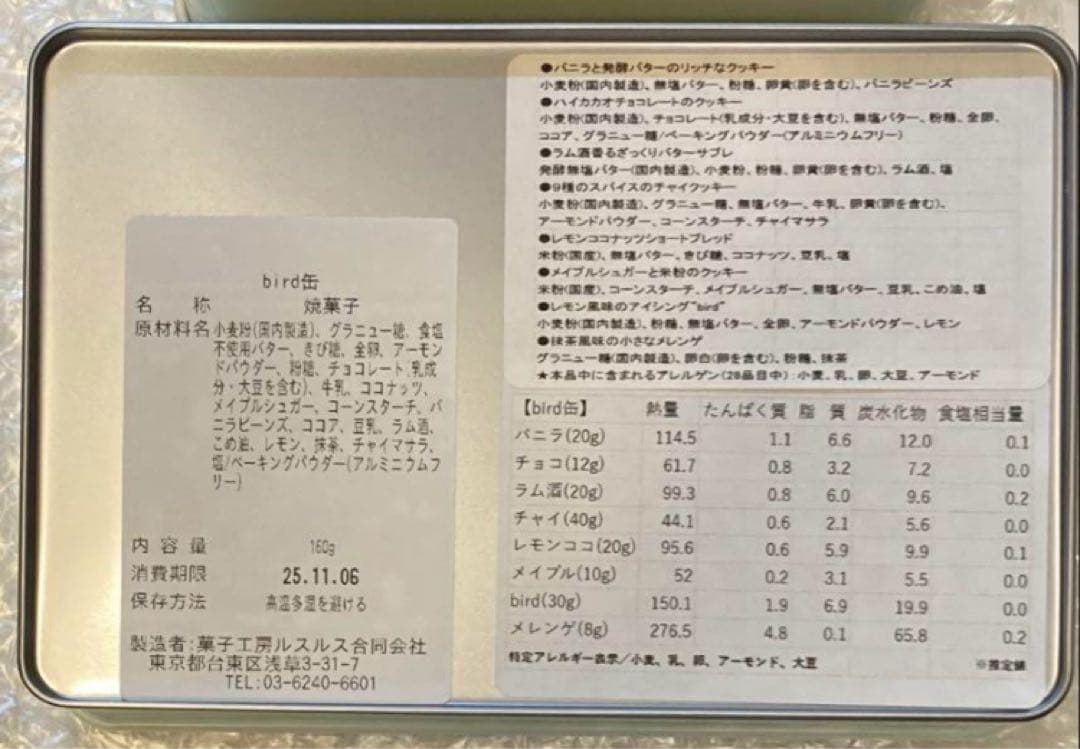 bird缶
名　称　焼菓子
原材料名 小麦粉(国内製造)、グラニュー糖、食塩
不使用バター、きび糖、全卵、アーモン
ドパウダー、粉糖、チョコレート(乳成
分・大豆を含む)、牛乳、ココナッツ、
メイプルシュガー、コーンスターチ、バ
ニラビーンズ、ココア、豆乳、ラム酒、
こめ油、レモン、抹茶、チャイマサラ、
塩/ベーキングパウダー(アルミニウムフ
リー)
内容量　160g
消費期限　25.11.06
保存方法　高温多湿を避ける
製造者:菓子工房ルスルス合同会社
東京都台東区浅草3-31-7
TEL:03-6240-6601
●バニラと発酵バターのリッチなクッキー
小麦粉(国内製造)、無塩バター、粉糖、卵黄(卵を含む)、バニラビーンズ
●ハイカカオチョコレートのクッキー
小麦粉(国内製造)、チョコレート(乳成分・大豆を含む)、無塩バター、粉糖、全卵、
ココア、グラニュー糖/ベーキングパウダー(アルミニウムフリー)
●ラム酒香るざっくりバターサブレ
発酵無塩バター(国内製造)、小麦粉、粉糖、卵黄(卵を含む)、ラム酒、塩
●9種のスパイスのチャイクッキー
小麦粉(国内製造)、グラニュー糖、無塩バター、牛乳、卵黄(卵を含む)、
アーモンドパウダー、コーンスターチ、チャイマサラ
●レモンココナッツショートブレッド
米粉(国産)、無塩バター、きび糖、ココナッツ、豆乳、塩
●メイプルシュガーと米粉のクッキー
米粉(国産)、コーンスターチ、メイプルシュガー、無塩バター、豆乳、こめ油、塩
●レモン風味のアイシング"bird"
小麦粉(国内製造)、粉糖、無塩バター、全卵、アーモンドパウダー、レモン
●抹茶風味の小さなメレンゲ
グラニュー糖(国内製造)、卵白(卵を含む)、粉糖、抹茶
★本品中に含まれるアレルゲン(28品目中):小麦、乳、卵、大豆、アーモンド
【bird缶】 熱量 たんぱく質 脂　質 炭水化物 食塩相当量
バニラ(20g) 114.5 1.1 6.6 12.0 0.1
チョコ(12g) 61.7 0.8 3.2 7.2 0.0
ラム酒(20g) 99.3 0.8 6.0 9.6 0.2
チャイ(40g) 44.1 0.6 2.1 5.6 0.0
レモンココ(20g) 95.6 0.6 5.9 9.9 0.1
メイプル(10g) 52 0.2 3.1 5.5 0.0
bird(30g) 150.1 1.9 6.9 19.9 0.0
メレンゲ(8g) 276.5 4.8 0.1 65.8 0.2
特定アレルギー表示/小麦、乳、卵、アーモンド、大豆　※推定値